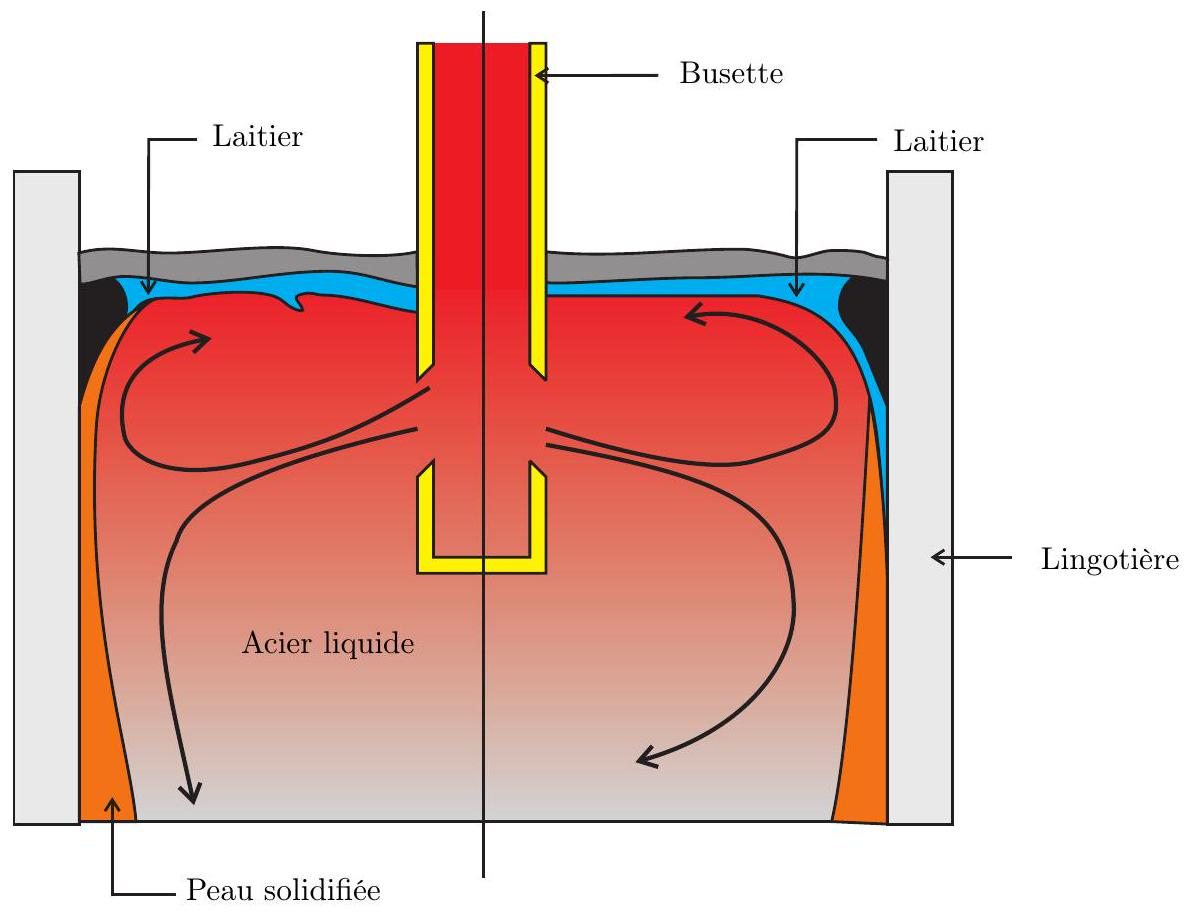 Busette
Laitier
Laitier
Lingotière
Acier liquide
Peau solidifiée